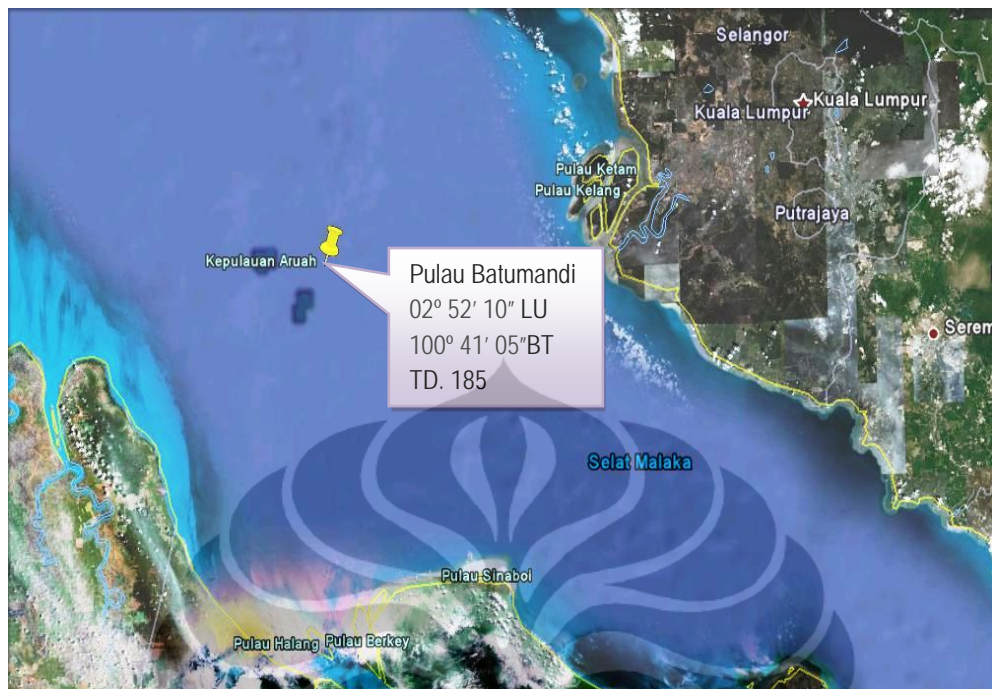 Selangor
Kuala Lumpur
Kuala Lumpur
Pulau Ketam
Pulau Kelang
Putrajaya
Kepulauan Aruah
Pulau Batumandi
02º 52’ 10” LU
100º 41’ 05”BT
TD. 185
Serem
Selat Malaka
Pulau Sinaboi
Pulau Halang
Pulau Berkey